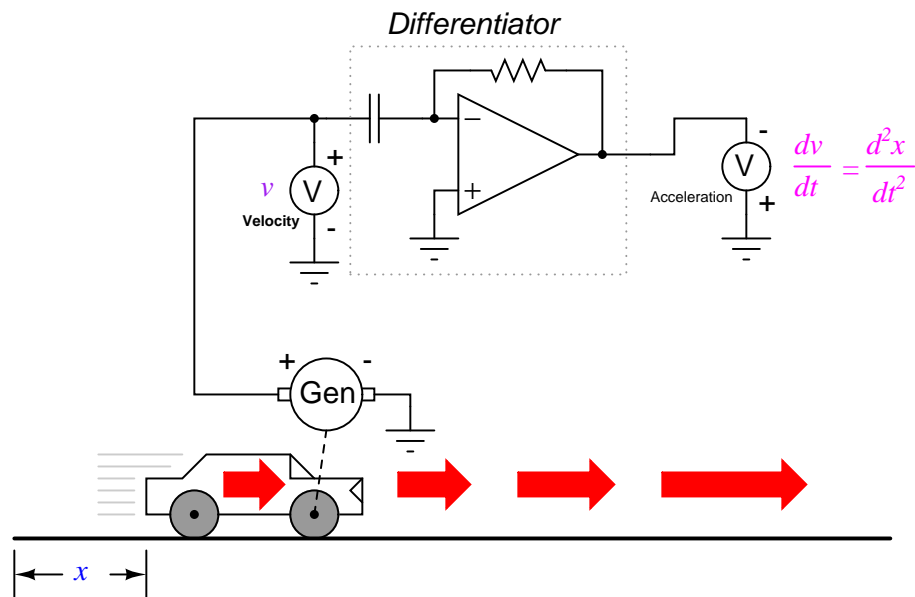 Differentiator
−
+
+
v
V
Velocity
-
-
V
Acceleration
+
dv/dt = d²x/dt²
+
-
Gen
x